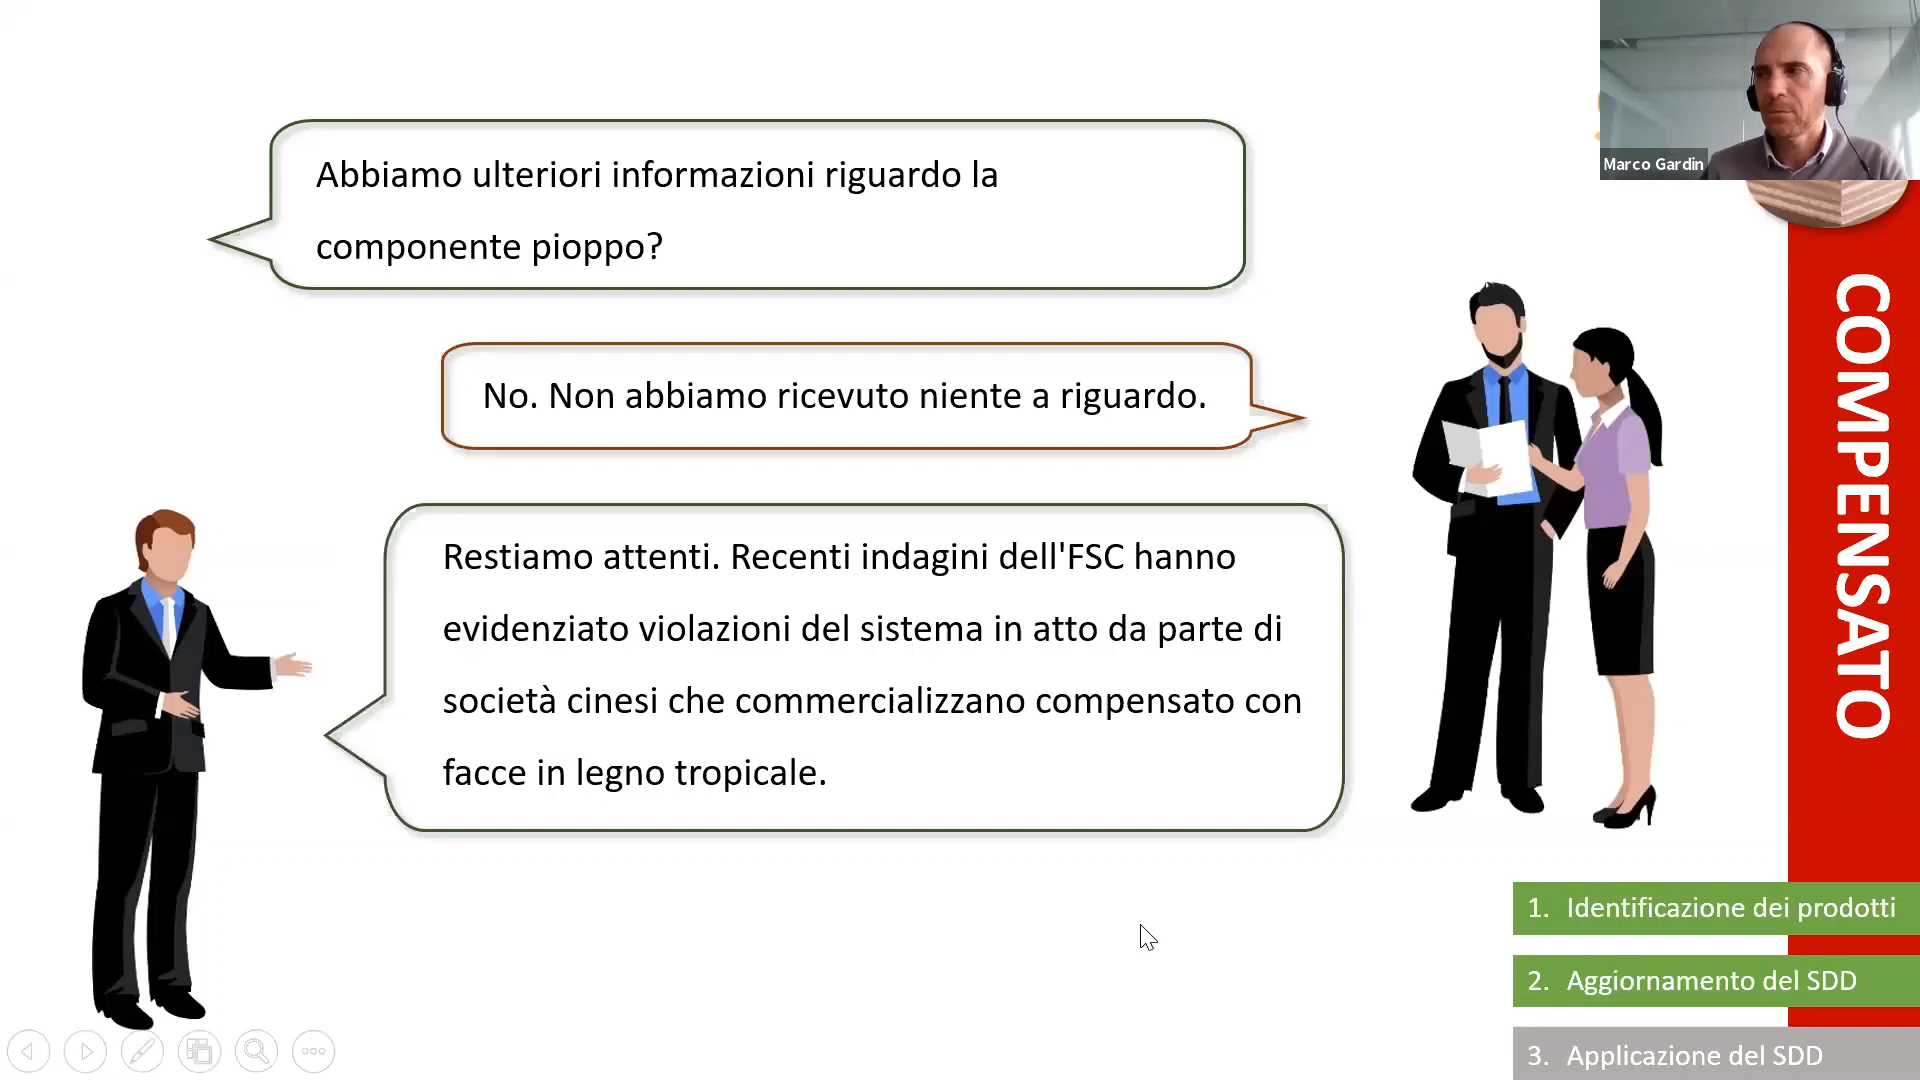 Abbiamo ulteriori informazioni riguardo la
componente pioppo?
No. Non abbiamo ricevuto niente a riguardo.
Restiamo attenti. Recenti indagini dell'FSC hanno
evidenziato violazioni del sistema in atto da parte di
società cinesi che commercializzano compensato con
facce in legno tropicale.
Marco Gardin
COMPENSATO
1. Identificazione dei prodotti
2. Aggiornamento del SDD
3. Applicazione del SDD